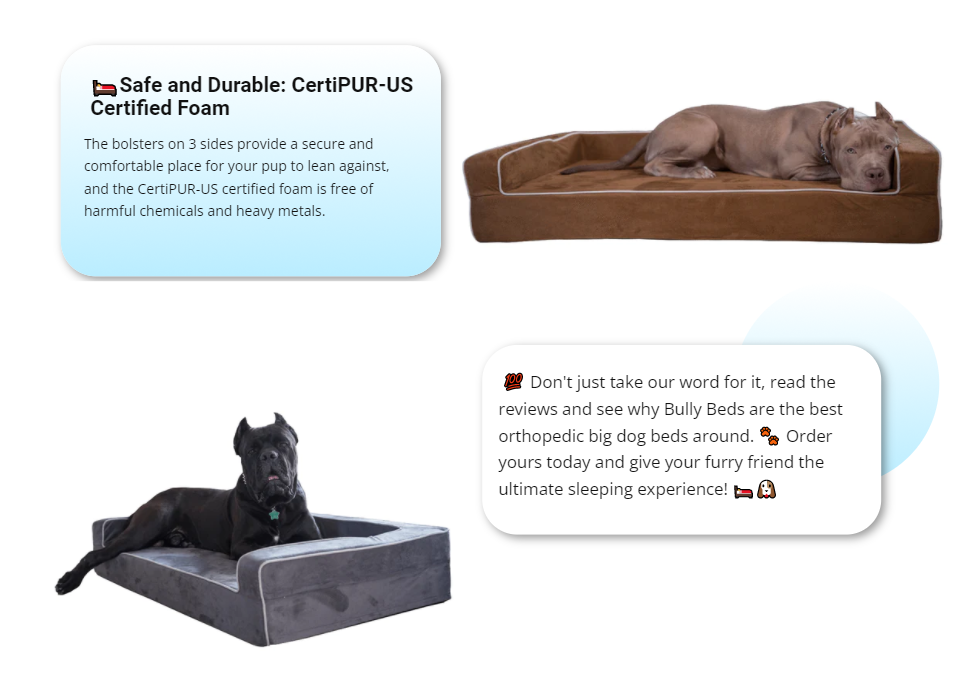 🛏️Safe and Durable: CertiPUR-US
Certified Foam
The bolsters on 3 sides provide a secure and
comfortable place for your pup to lean against,
and the CertiPUR-US certified foam is free of
harmful chemicals and heavy metals.
💯 Don't just take our word for it, read the
reviews and see why Bully Beds are the best
orthopedic big dog beds around. 🐾 Order
yours today and give your furry friend the
ultimate sleeping experience! 🛏️🐶